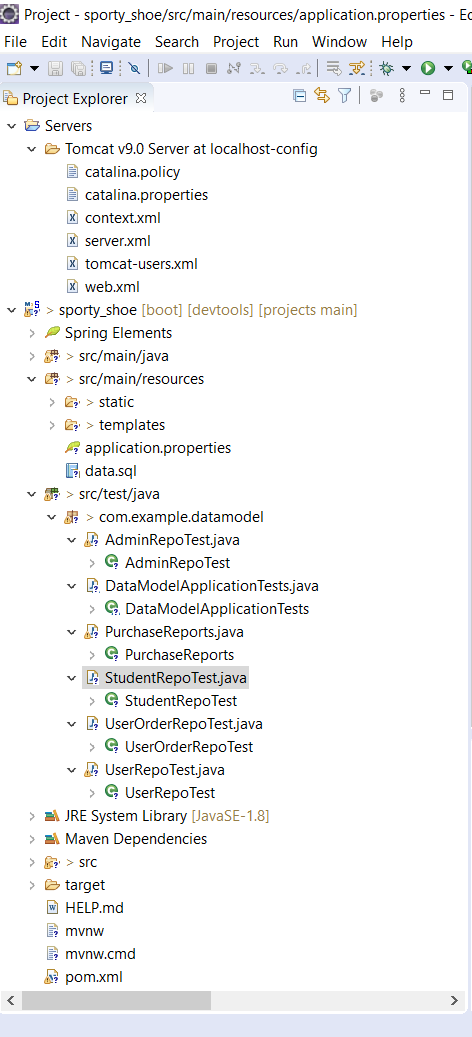 Project - sporty_shoe/src/main/resources/application.properties - Ec
File Edit Navigate Search Project Run Window Help
Project Explorer
Servers
Tomcat v9.0 Server at localhost-config
catalina.policy
catalina.properties
context.xml
server.xml
tomcat-users.xml
web.xml
> sporty_shoe [boot] [devtools] [projects main]
Spring Elements
> src/main/java
> src/main/resources
> static
> templates
application.properties
data.sql
> src/test/java
> com.example.datamodel
AdminRepoTest.java
AdminRepoTest
DataModelApplicationTests.java
DataModelApplicationTests
PurchaseReports.java
PurchaseReports
StudentRepoTest.java
StudentRepoTest
UserOrderRepoTest.java
UserOrderRepoTest
UserRepoTest.java
UserRepoTest
JRE System Library [JavaSE-1.8]
Maven Dependencies
> src
target
HELP.md
mvnw
mvnw.cmd
pom.xml